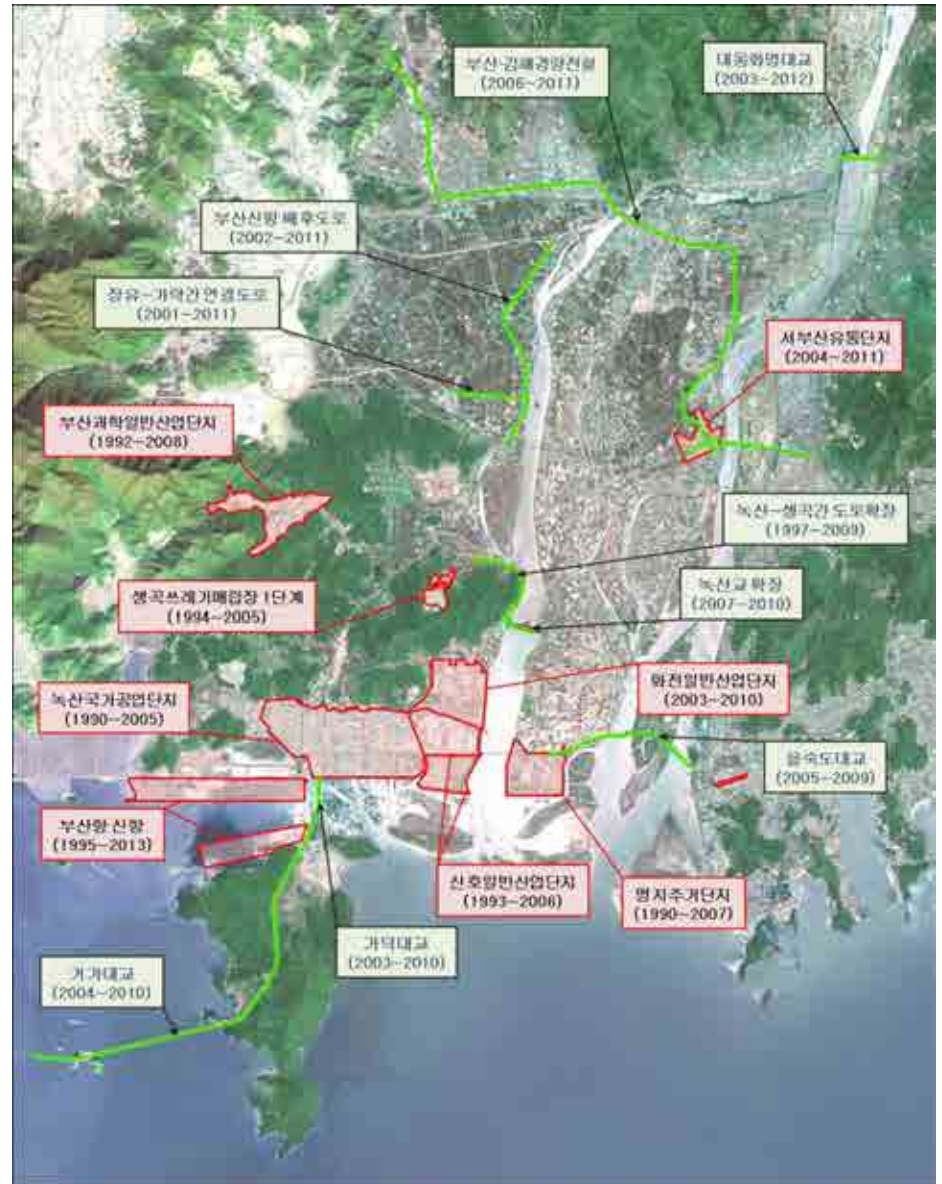 부산·김해경량전철
(2006~2011)
대동화명대교
(2003~2012)
부산신항 배후도로
(2002~2011)
장유~가락간 연결도로
(2001~2011)
서부산유통단지
(2004~2011)
부산과학일반산업단지
(1992~2008)
녹산~생곡간 도로확장
(1997~2009)
생곡쓰레기매립장 1단계
(1994~2005)
녹산교 확장
(2007~2010)
녹산국가공업단지
(1990~2005)
화전일반산업단지
(2003~2010)
을숙도대교
(2005~2009)
부산항 신항
(1995~2013)
신호일반산업단지
(1993~2006)
명지주거단지
(1990~2007)
가덕대교
(2003~2010)
거가대교
(2004~2010)